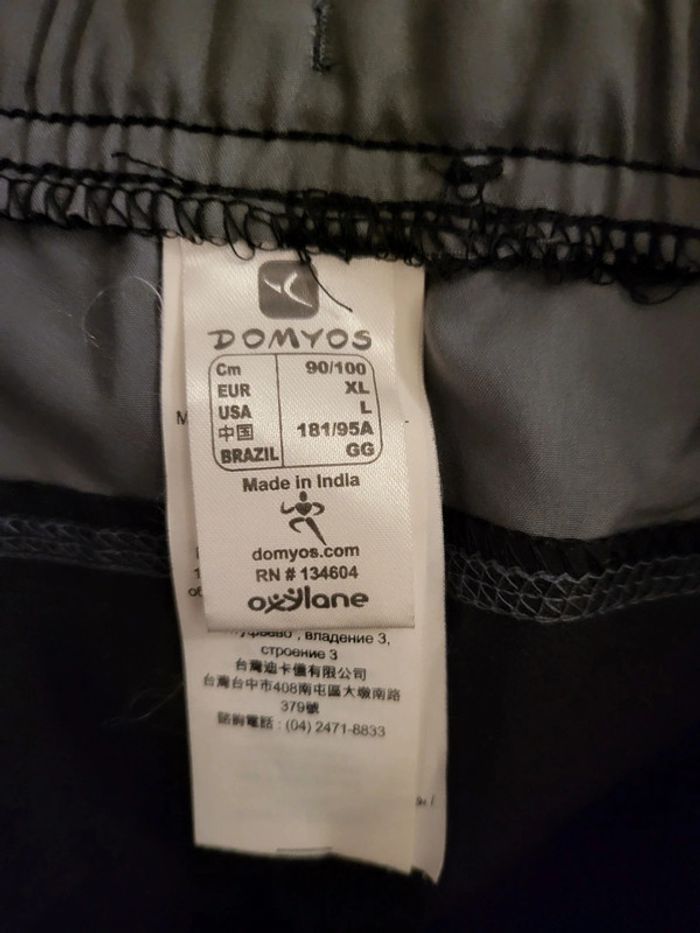 DOMYOS
Cm 90/100
EUR XL
USA L
中国 181/95A
BRAZIL GG
Made in India
domyos.com
RN # 134604
oxylane
владение 3,
строение 3
台灣迪卡儂有限公司
台灣台中市408南屯區大墩南路
379號
諮詢電話 : (04) 2471-8833